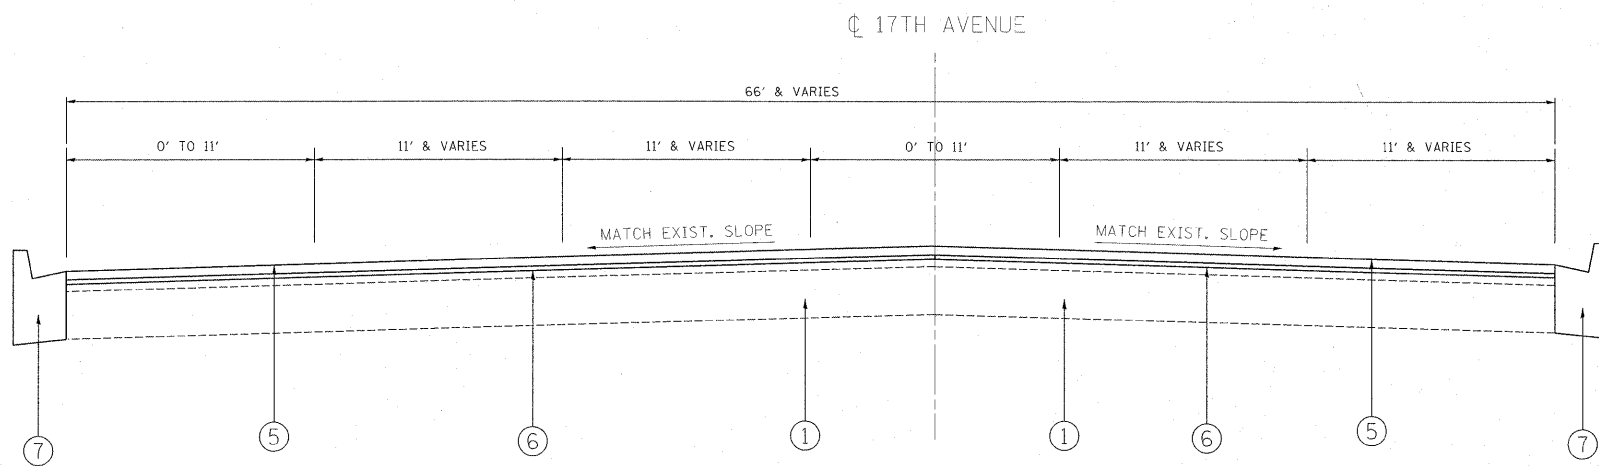 ℄ 17TH AVENUE
66' & VARIES
0' TO 11' 11' & VARIES 11' & VARIES 0' TO 11' 11' & VARIES 11' & VARIES
MATCH EXIST. SLOPE MATCH EXIST. SLOPE
7 5 6 1 1 6 5 7